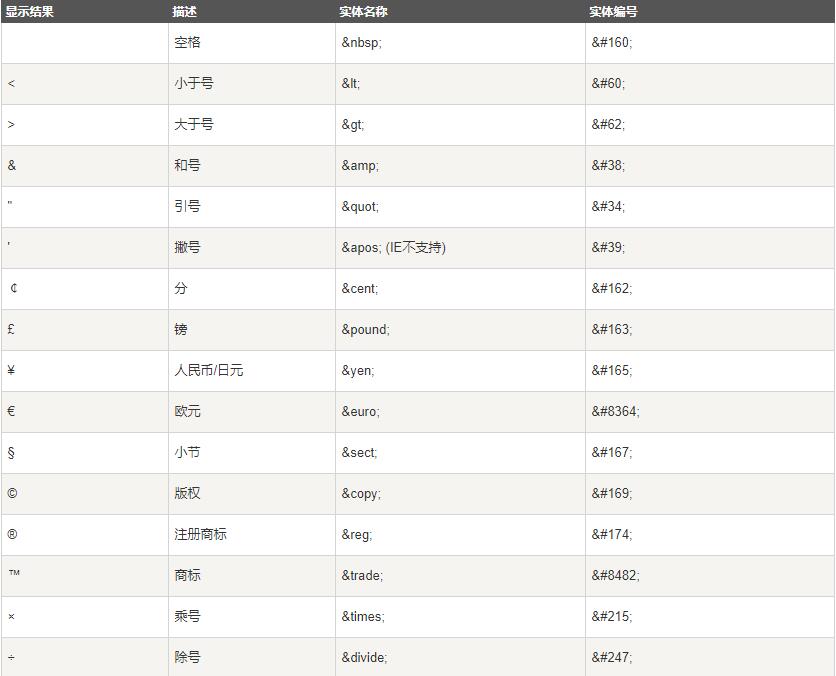 显示结果 描述 实体名称 实体编号
空格 &nbsp; &#160;
< 小于号 &lt; &#60;
> 大于号 &gt; &#62;
& 和号 &amp; &#38;
" 引号 &quot; &#34;
' 撇号 &apos; (IE不支持) &#39;
￠ 分 &cent; &#162;
£ 镑 &pound; &#163;
¥ 人民币/日元 &yen; &#165;
€ 欧元 &euro; &#8364;
§ 小节 &sect; &#167;
© 版权 &copy; &#169;
® 注册商标 &reg; &#174;
™ 商标 &trade; &#8482;
× 乘号 &times; &#215;
÷ 除号 &divide; &#247;